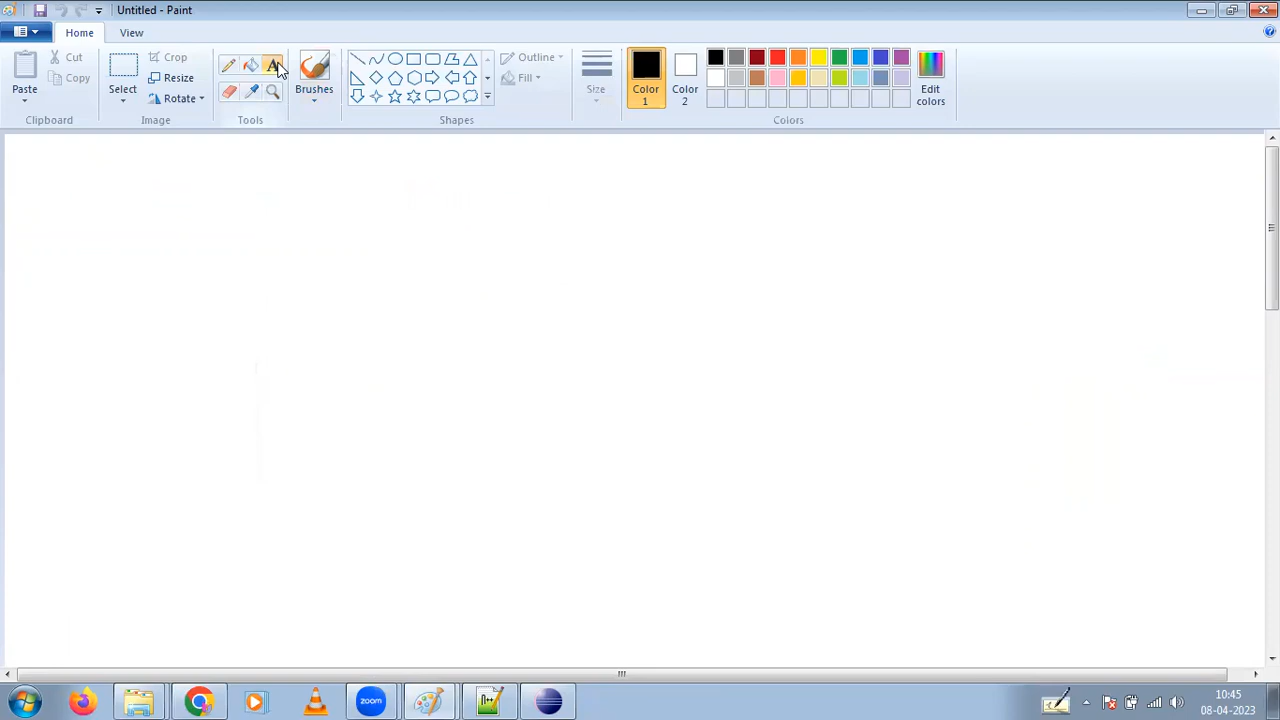 Untitled - Paint
Home View
Cut
Copy
Paste
Clipboard
Crop
Resize
Rotate
Select
Image
A
Tools
Brushes
Outline
Fill
Shapes
Size
Color 1
Color 2
Edit colors
Colors
zoom
n++
10:45
08-04-2023